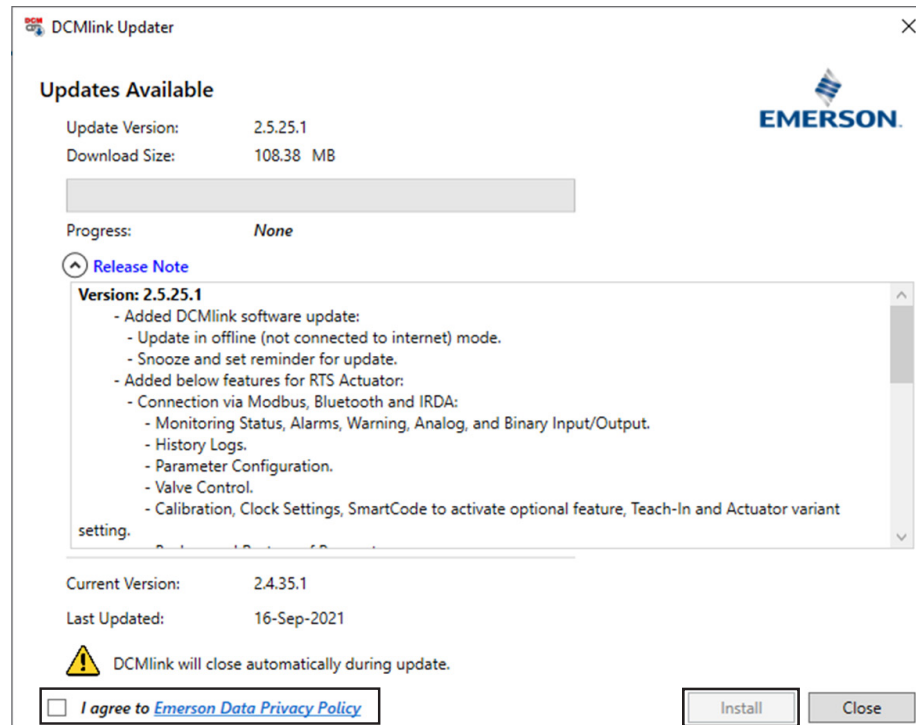 DCMlink Updater
Updates Available
EMERSON.
Update Version: 2.5.25.1
Download Size: 108.38 MB
Progress: None
Release Note
Version: 2.5.25.1
- Added DCMlink software update:
- Update in offline (not connected to internet) mode.
- Snooze and set reminder for update.
- Added below features for RTS Actuator:
- Connection via Modbus, Bluetooth and IRDA:
- Monitoring Status, Alarms, Warning, Analog, and Binary Input/Output.
- History Logs.
- Parameter Configuration.
- Valve Control.
- Calibration, Clock Settings, SmartCode to activate optional feature, Teach-In and Actuator variant
setting.
Current Version: 2.4.35.1
Last Updated: 16-Sep-2021
DCMlink will close automatically during update.
I agree to Emerson Data Privacy Policy
Install
Close